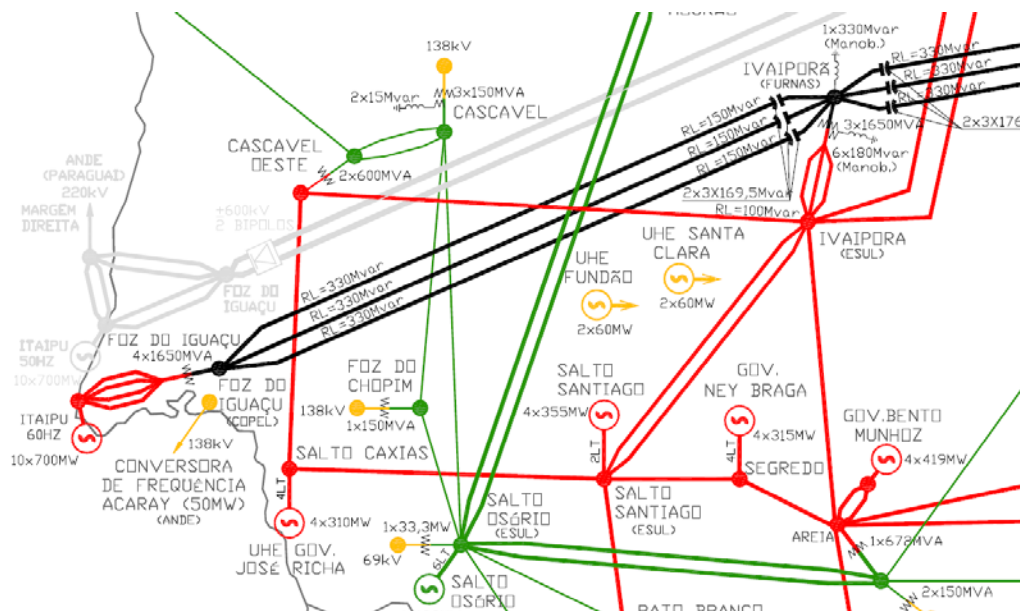 1x330Mvar
(Manob.)
RL=330Mvar
RL=330Mvar
RL=330Mvar
138kV
IVAIPORÃ
(FURNAS)
2x15Mvar
3x150MVA
CASCAVEL
RL=150Mvar
RL=150Mvar
RL=150Mvar
3x1650MVA
2x3X176
CASCAVEL
OESTE
6x180Mvar
(Manob.)
ANDE
(PARAGUAI)
220kV
2x600MVA
MARGEM
DIREITA
±600kV
2 BIPOLOS
2x3X169,5Mvar
RL=100Mvar
UHE SANTA
CLARA
IVAIPORA
(ESUL)
UHE
FUNDÃO
2x60MW
2x60MW
FOZ DO
IGUAÇU
RL=330Mvar
RL=330Mvar
RL=330Mvar
ITAIPU
50HZ
10x700MW
FOZ DO IGUAÇU
4x1650MVA
FOZ DO
IGUAÇU
(COPEL)
FOZ DO
CHOPIM
138kV
1x150MVA
SALTO
SANTIAGO
4x355MW
GOV.
NEY BRAGA
4x315MW
GOV.BENTO
MUNHOZ
4x419MW
ITAIPU
60HZ
10x700MW
138kV
CONVERSORA
DE FREQUÊNCIA
ACARAY (50MW)
(ANDE)
SALTO CAXIAS
2LT
4LT
SEGREDO
4LT
4x310MW
UHE GOV.
JOSÉ RICHA
SALTO
OSÓRIO
(ESUL)
1x33,3MW
69kV
6LT
SALTO
OSÓRIO
SALTO
SANTIAGO
(ESUL)
AREIA
1x672MVA
2x150MVA